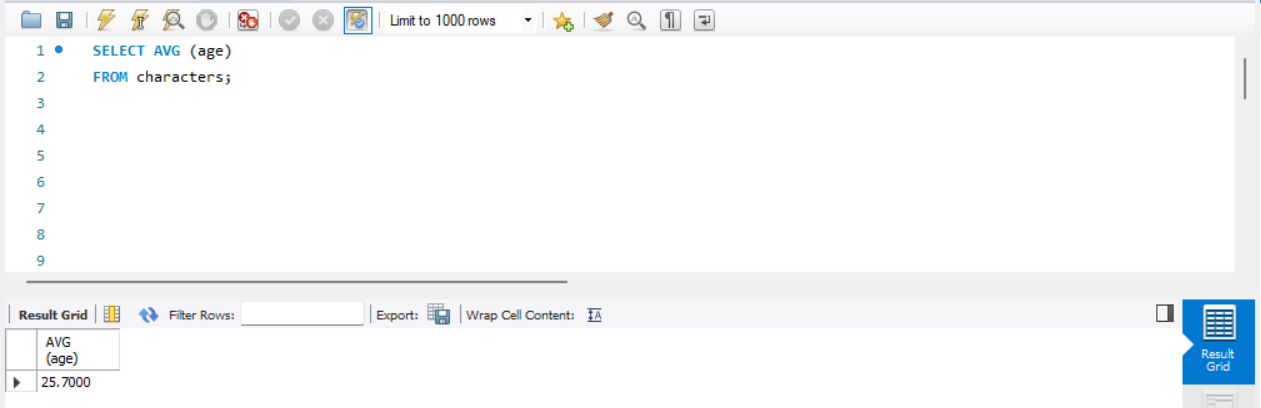 Limit to 1000 rows
1 SELECT AVG (age)
2 FROM characters;
3
4
5
6
7
8
9
Result Grid Filter Rows: Export: Wrap Cell Content: IA
AVG
(age)
25.7000
Result
Grid